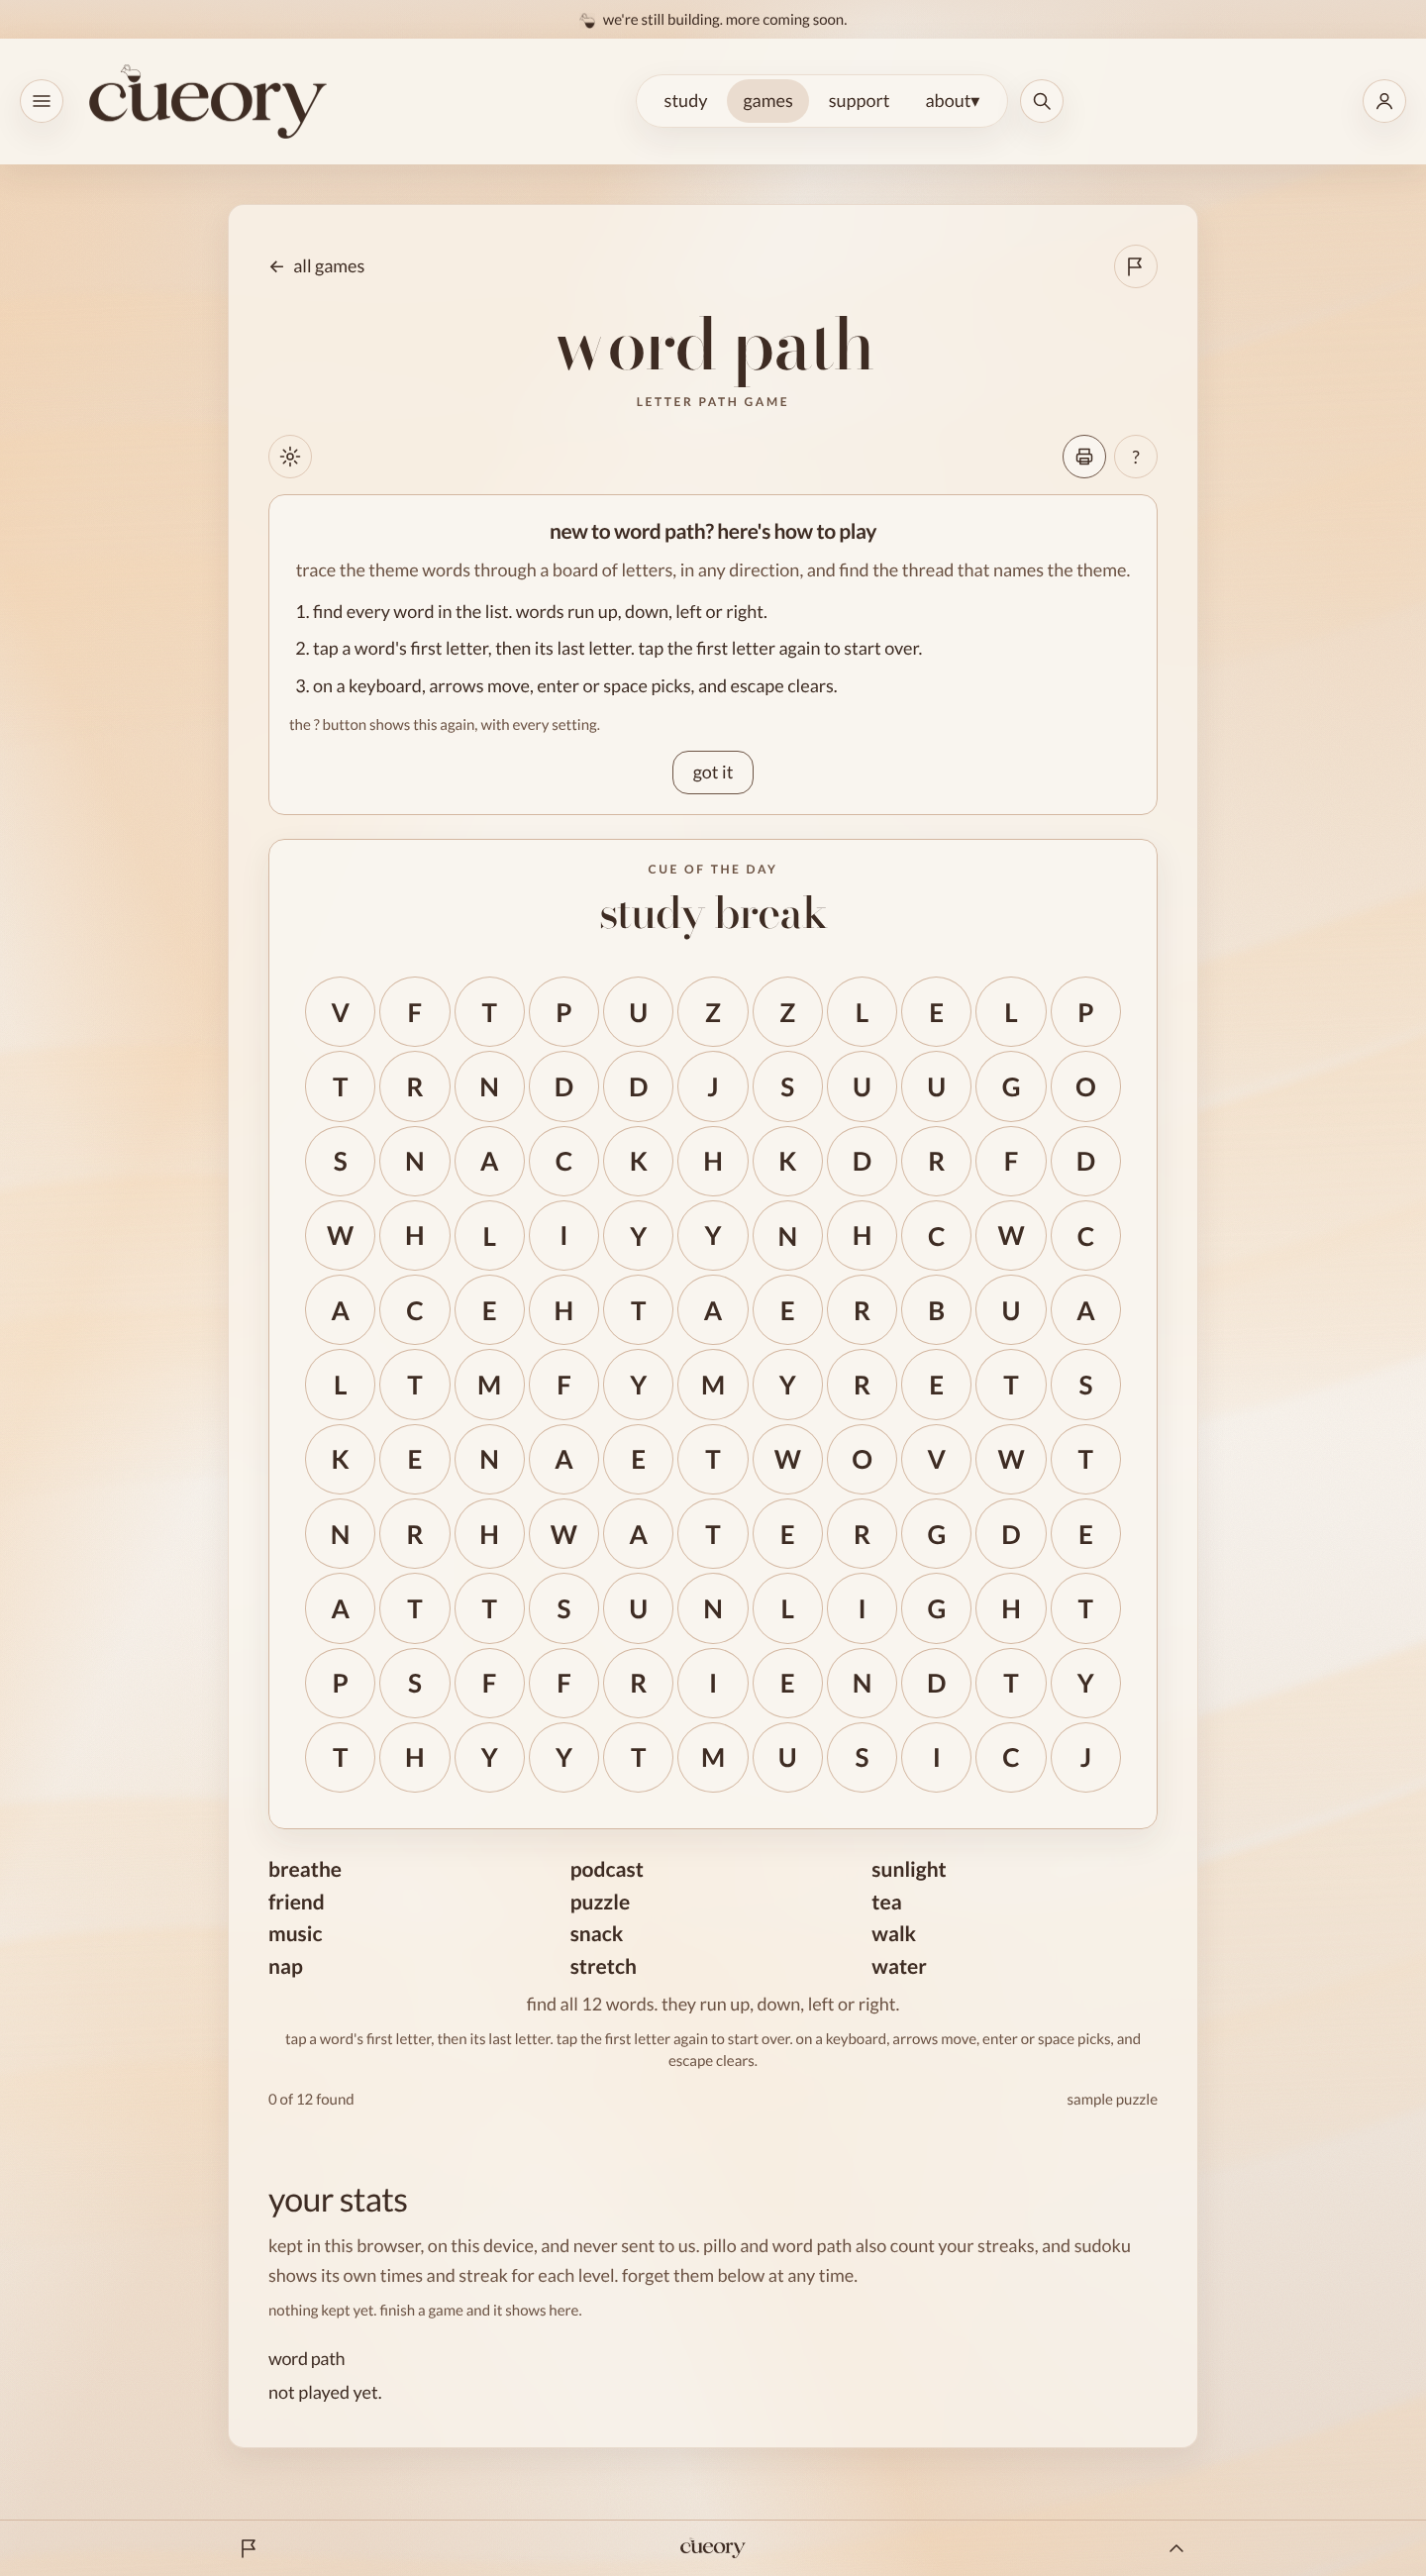 we're still building. more coming soon.
cueory
study games support about▾
← all games
word path
LETTER PATH GAME
?
new to word path? here's how to play
trace the theme words through a board of letters, in any direction, and find the thread that names the theme.
1. find every word in the list. words run up, down, left or right.
2. tap a word's first letter, then its last letter. tap the first letter again to start over.
3. on a keyboard, arrows move, enter or space picks, and escape clears.
the ? button shows this again, with every setting.
got it
CUE OF THE DAY
study break
V F T P U Z Z L E L P
T R N D D J S U U G O
S N A C K H K D R F D
W H L I Y Y N H C W C
A C E H T A E R B U A
L T M F Y M Y R E T S
K E N A E T W O V W T
N R H W A T E R G D E
A T T S U N L I G H T
P S F F R I E N D T Y
T H Y Y T M U S I C J
breathe podcast sunlight
friend puzzle tea
music snack walk
nap stretch water
find all 12 words. they run up, down, left or right.
tap a word's first letter, then its last letter. tap the first letter again to start over. on a keyboard, arrows move, enter or space picks, and
escape clears.
0 of 12 found sample puzzle
your stats
kept in this browser, on this device, and never sent to us. pillo and word path also count your streaks, and sudoku
shows its own times and streak for each level. forget them below at any time.
nothing kept yet. finish a game and it shows here.
word path
not played yet.
cueory